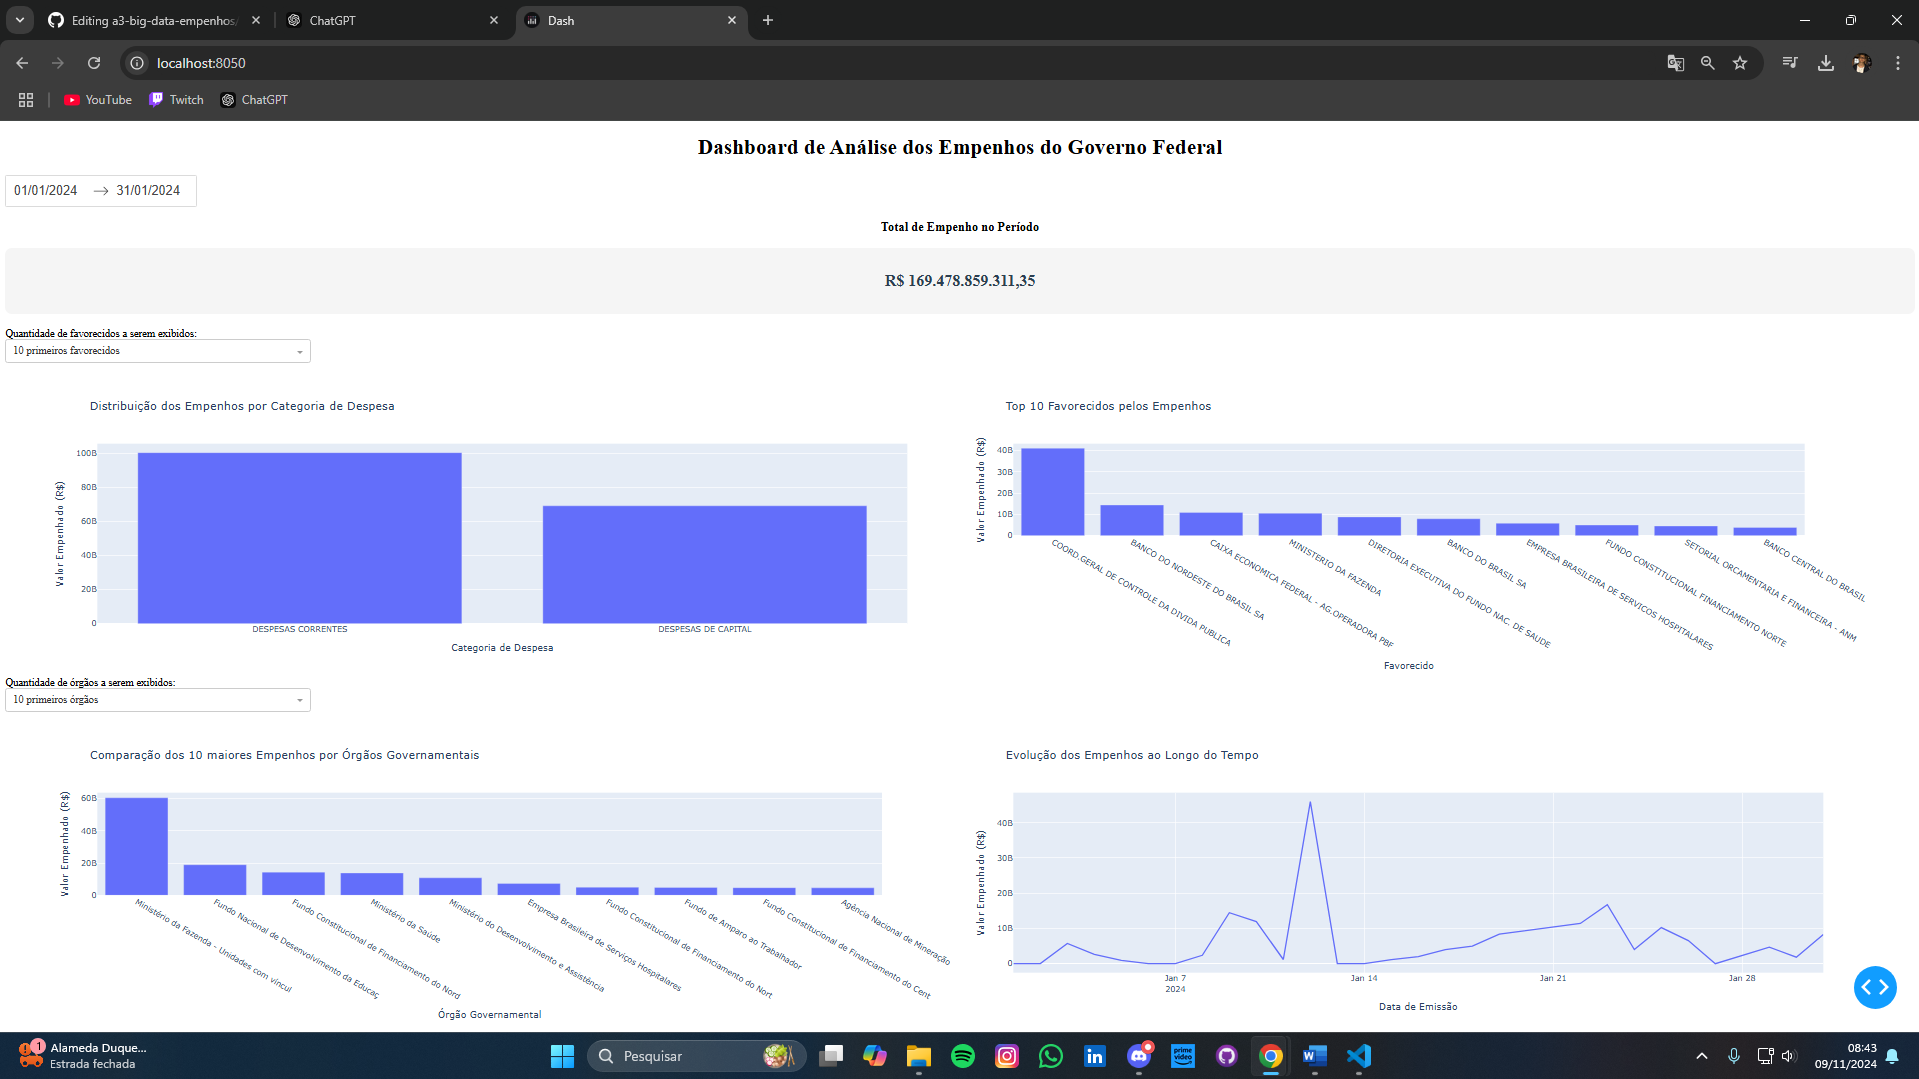 Editing a3-big-data-empenhos
ChatGPT
Dash
localhost:8050
YouTube
Twitch
ChatGPT
Dashboard de Análise dos Empenhos do Governo Federal
01/01/2024 → 31/01/2024
Total de Empenho no Período
R$ 169.478.859.311,35
Quantidade de favorecidos a serem exibidos:
10 primeiros favorecidos
Distribuição dos Empenhos por Categoria de Despesa
Valor Empenhado (R$)
100B
80B
60B
40B
20B
0
DESPESAS CORRENTES
DESPESAS DE CAPITAL
Categoria de Despesa
Top 10 Favorecidos pelos Empenhos
Valor Empenhado (R$)
40B
30B
20B
10B
0
COORD.GERAL DE CONTROLE DA DIVIDA PUBLICA
BANCO DO NORDESTE DO BRASIL SA
CAIXA ECONOMICA FEDERAL - AG.OPERADORA PBF
MINISTERIO DA FAZENDA
DIRETORIA EXECUTIVA DO FUNDO NAC. DE SAUDE
BANCO DO BRASIL SA
EMPRESA BRASILEIRA DE SERVICOS HOSPITALARES
FUNDO CONSTITUCIONAL FINANCIAMENTO NORTE
SETORIAL ORCAMENTARIA E FINANCEIRA - ANM
BANCO CENTRAL DO BRASIL
Favorecido
Quantidade de órgãos a serem exibidos:
10 primeiros órgãos
Comparação dos 10 maiores Empenhos por Órgãos Governamentais
Valor Empenhado (R$)
60B
40B
20B
0
Ministério da Fazenda - Unidades com vincul
Fundo Nacional de Desenvolvimento da Educaç
Fundo Constitucional de Financiamento do Nord
Ministério da Saúde
Ministério do Desenvolvimento e Assistência
Empresa Brasileira de Serviços Hospitalares
Fundo Constitucional de Financiamento do Nort
Fundo de Amparo ao Trabalhador
Fundo Constitucional de Financiamento do Cent
Agência Nacional de Mineração
Órgão Governamental
Evolução dos Empenhos ao Longo do Tempo
Valor Empenhado (R$)
40B
30B
20B
10B
0
Jan 7
2024
Jan 14
Jan 21
Jan 28
Data de Emissão
1
Alameda Duque...
Estrada fechada
Pesquisar
prime video
08:43
09/11/2024